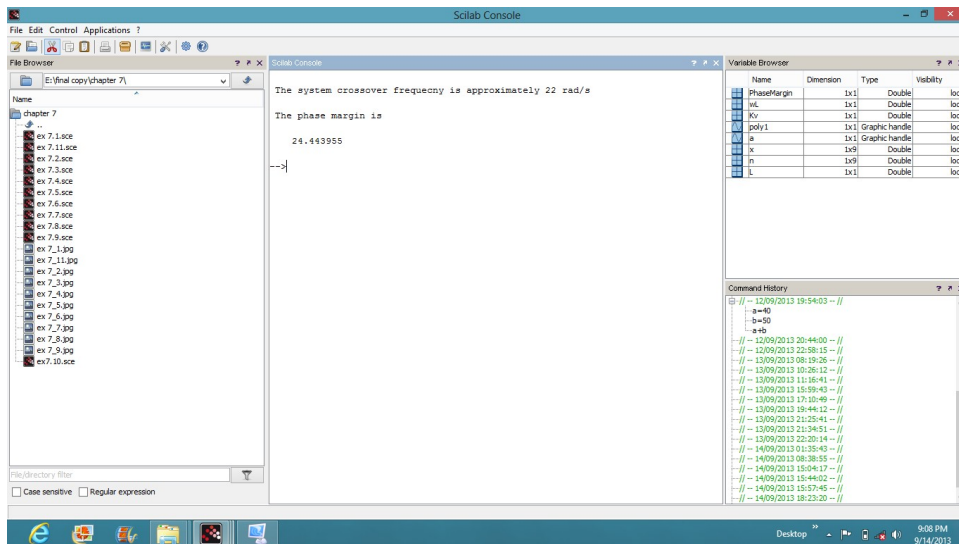 Scilab Console
File Edit Control Applications ?
File Browser
E:\final copy\chapter 7\
Name
chapter 7
..
ex 7.1.sce
ex 7.11.sce
ex 7.2.sce
ex 7.3.sce
ex 7.4.sce
ex 7.5.sce
ex 7.6.sce
ex 7.7.sce
ex 7.8.sce
ex 7.9.sce
ex 7_1.jpg
ex 7_11.jpg
ex 7_2.jpg
ex 7_3.jpg
ex 7_4.jpg
ex 7_5.jpg
ex 7_6.jpg
ex 7_7.jpg
ex 7_8.jpg
ex 7_9.jpg
ex7.10.sce
File/directory filter
Case sensitive Regular expression
Scilab Console
The system crossover frequecny is approximately 22 rad/s
The phase margin is
24.443955
-->
Variable Browser
Name Dimension Type Visibility
PhaseMargin 1x1 Double loc
wL 1x1 Double loc
Kv 1x1 Double loc
poly1 1x1 Graphic handle loc
a 1x1 Graphic handle loc
x 1x9 Double loc
n 1x9 Double loc
L 1x1 Double loc
Command History
// -- 12/09/2013 19:54:03 -- //
a=40
b=50
a+b
// -- 12/09/2013 20:44:00 -- //
// -- 12/09/2013 22:58:15 -- //
// -- 13/09/2013 08:19:26 -- //
// -- 13/09/2013 10:26:12 -- //
// -- 13/09/2013 11:16:41 -- //
// -- 13/09/2013 15:59:43 -- //
// -- 13/09/2013 17:10:49 -- //
// -- 13/09/2013 19:44:12 -- //
// -- 13/09/2013 21:25:41 -- //
// -- 13/09/2013 21:34:51 -- //
// -- 13/09/2013 22:20:14 -- //
// -- 14/09/2013 01:35:43 -- //
// -- 14/09/2013 08:38:55 -- //
// -- 14/09/2013 15:04:17 -- //
// -- 14/09/2013 15:44:02 -- //
// -- 14/09/2013 15:57:45 -- //
// -- 14/09/2013 18:23:20 -- //
Desktop
9:08 PM
9/14/2013